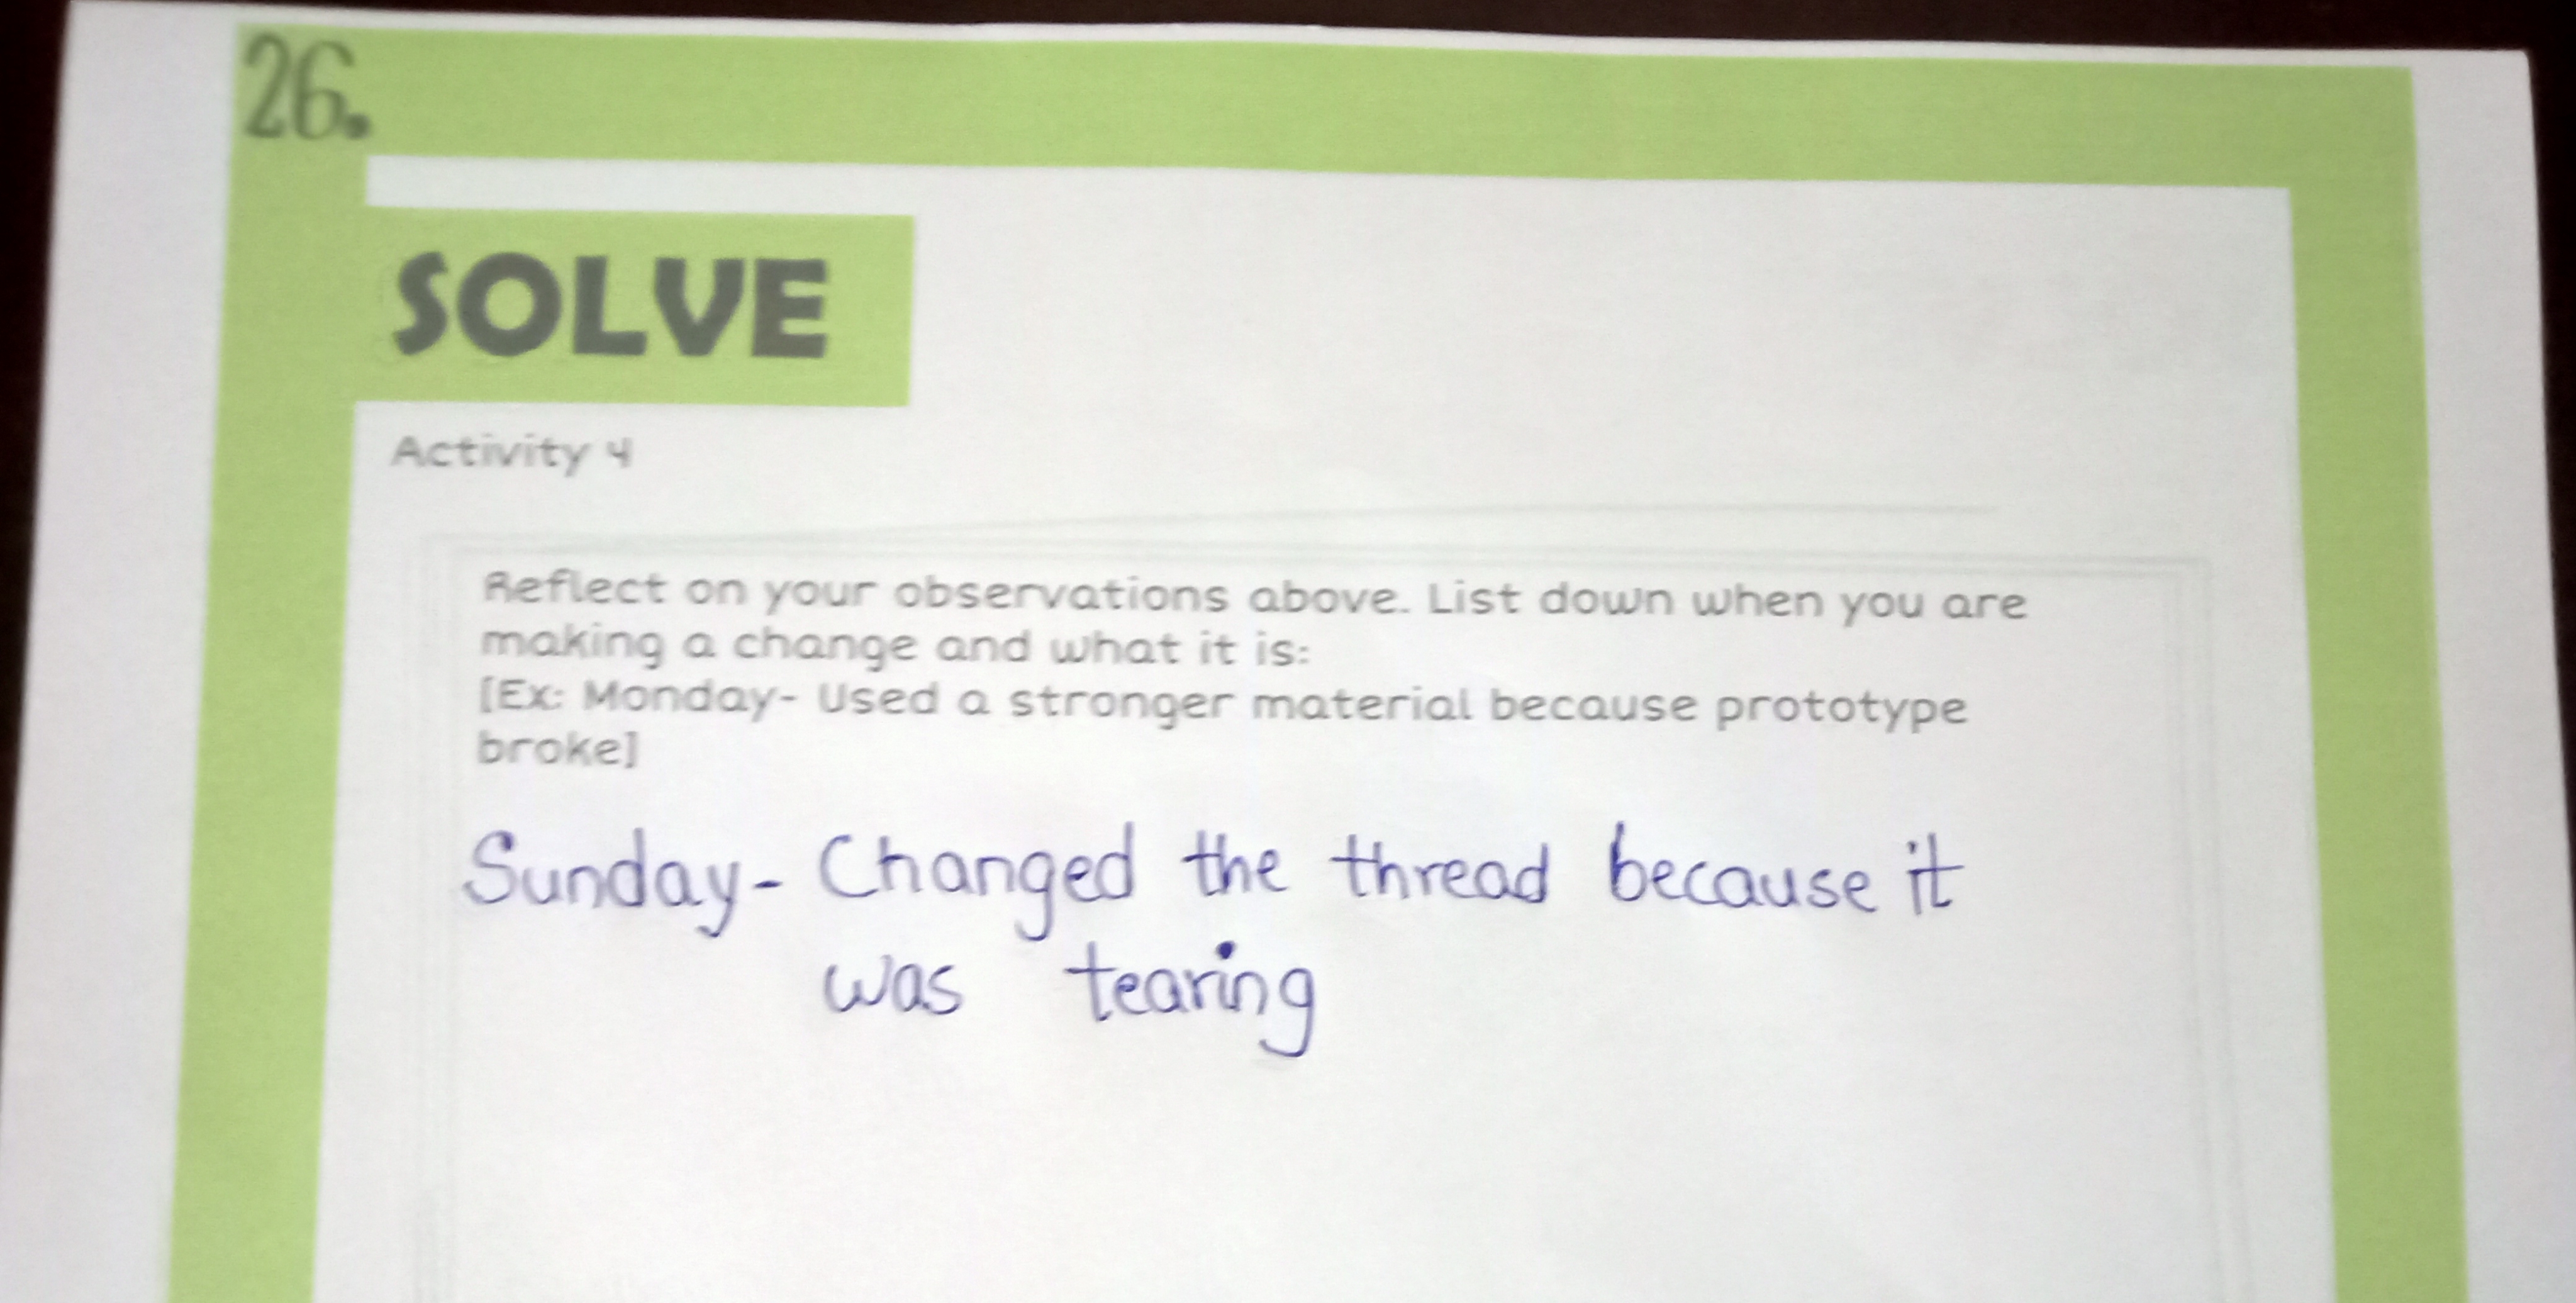 26.
SOLVE
Activity 4
Reflect on your observations above. List down when you are
making a change and what it is:
[Ex: Monday- Used a stronger material because prototype
broke]
Sunday- Changed the thread because it
was tearing